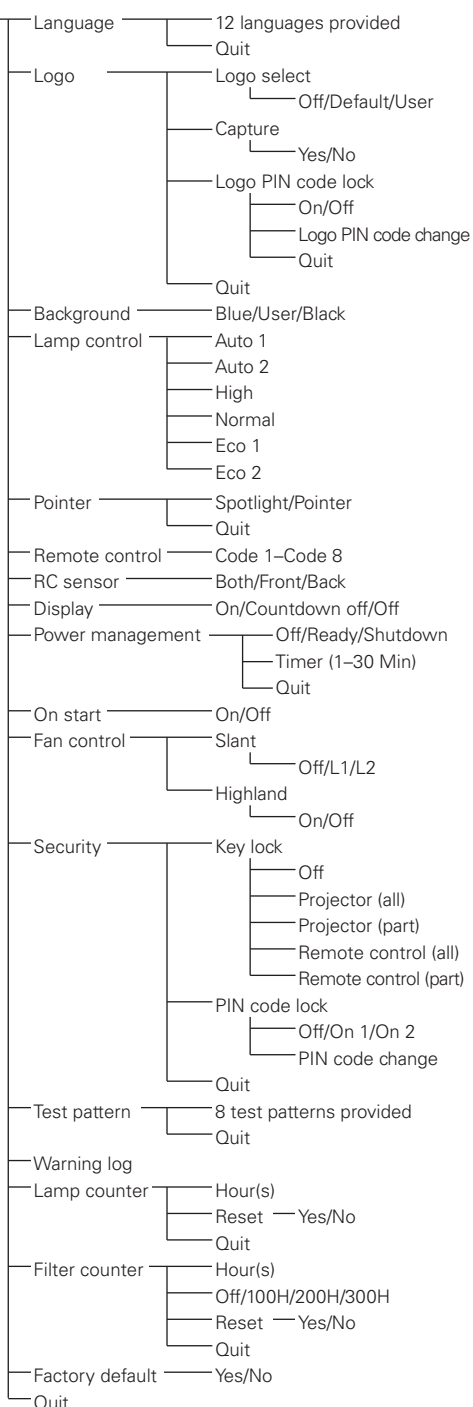 Language 12 languages provided
Quit
Logo Logo select
Off/Default/User
Capture
Yes/No
Logo PIN code lock
On/Off
Logo PIN code change
Quit
Quit
Background Blue/User/Black
Lamp control Auto 1
Auto 2
High
Normal
Eco 1
Eco 2
Pointer Spotlight/Pointer
Quit
Remote control Code 1–Code 8
RC sensor Both/Front/Back
Display On/Countdown off/Off
Power management Off/Ready/Shutdown
Timer (1–30 Min)
Quit
On start On/Off
Fan control Slant
Off/L1/L2
Highland
On/Off
Security Key lock
Off
Projector (all)
Projector (part)
Remote control (all)
Remote control (part)
PIN code lock
Off/On 1/On 2
PIN code change
Quit
Test pattern 8 test patterns provided
Quit
Warning log
Lamp counter Hour(s)
Reset Yes/No
Quit
Filter counter Hour(s)
Off/100H/200H/300H
Reset Yes/No
Quit
Factory default Yes/No
Quit